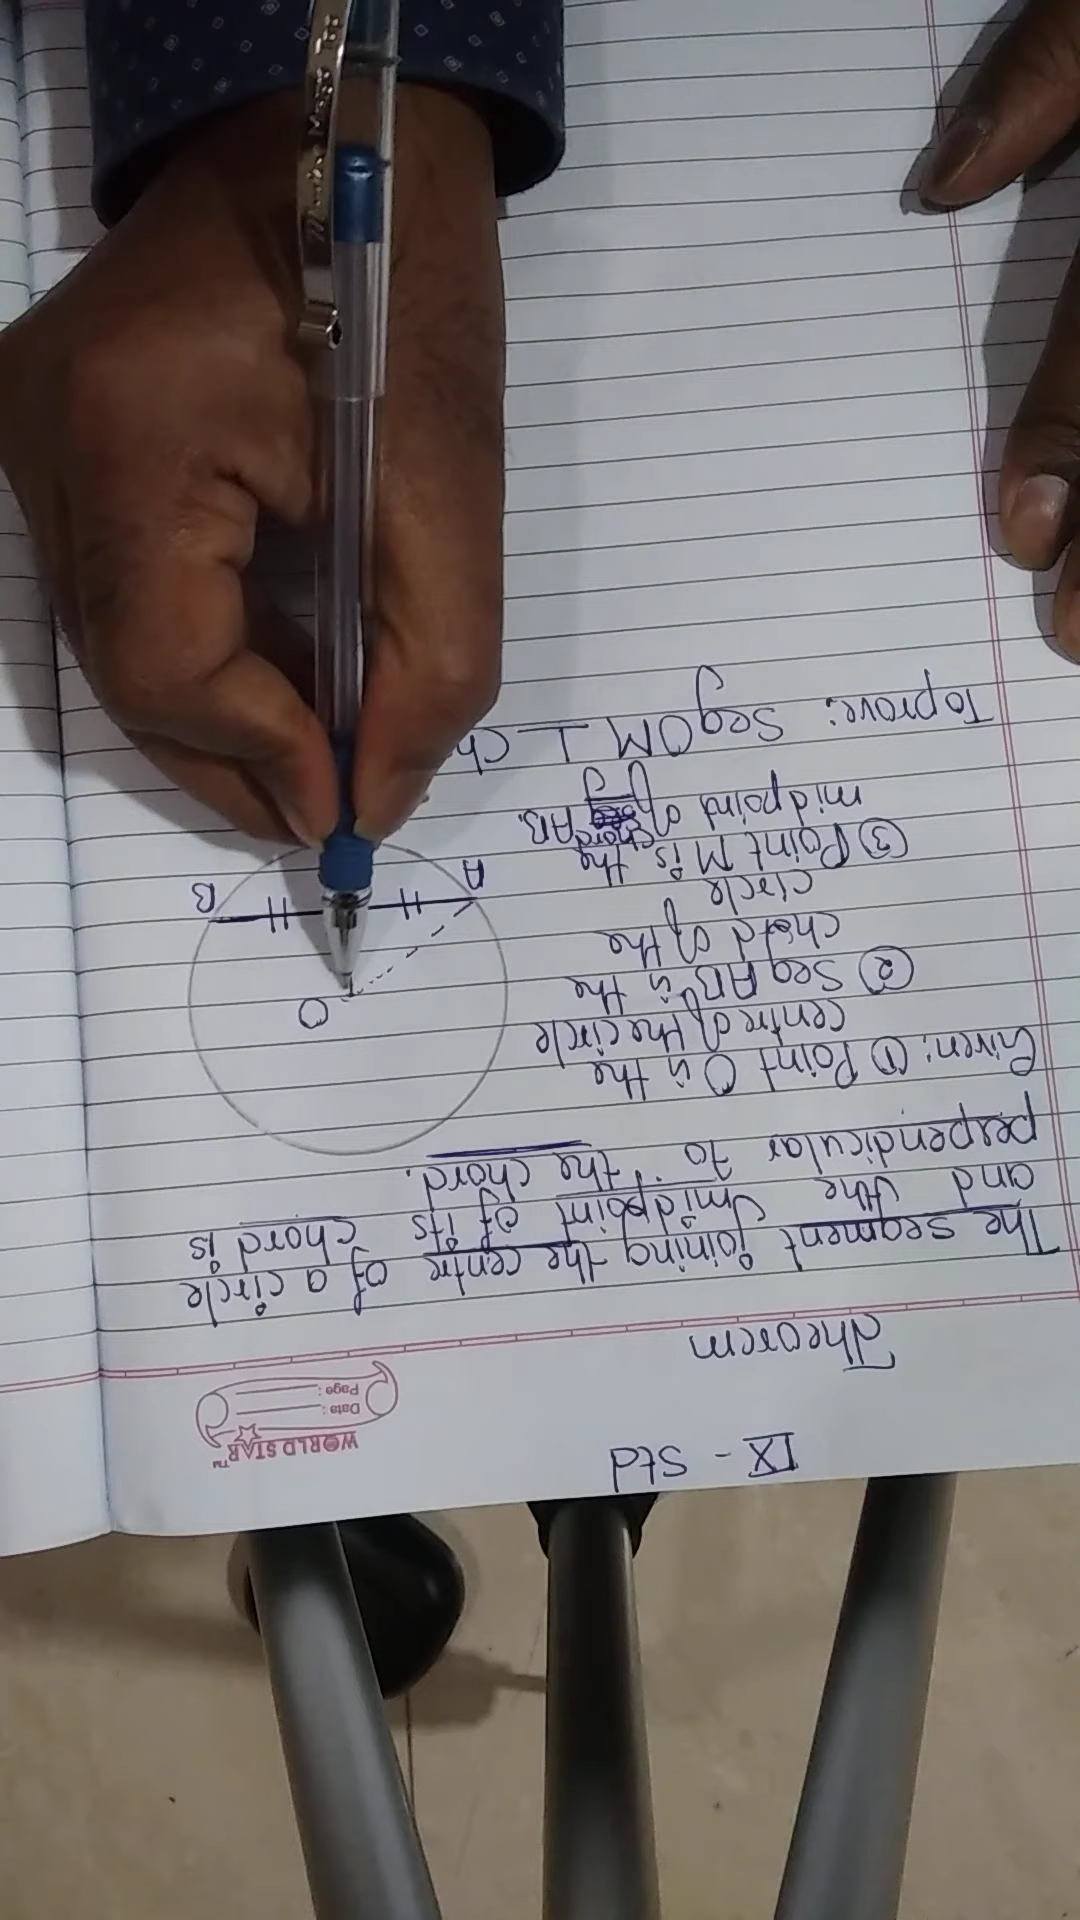 IX - Std
WORLD STAR™
Date:
Page:
Theorem
The segment joining the centre of a circle
and the midpoint of its chord is
perpendicular to the chord.
Given: ① Point O is the
centre of the circle
② Seg AB is the
chord of the
circle
③ Point M is the
midpoint of chord AB.
To prove: seg OM ⊥ Ch
O
A
B